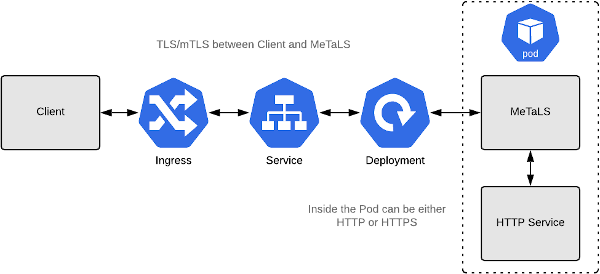 TLS/mTLS between Client and MeTaLS
pod
Client
Ingress
Service
Deployment
MeTaLS
Inside the Pod can be either
HTTP or HTTPS
HTTP Service